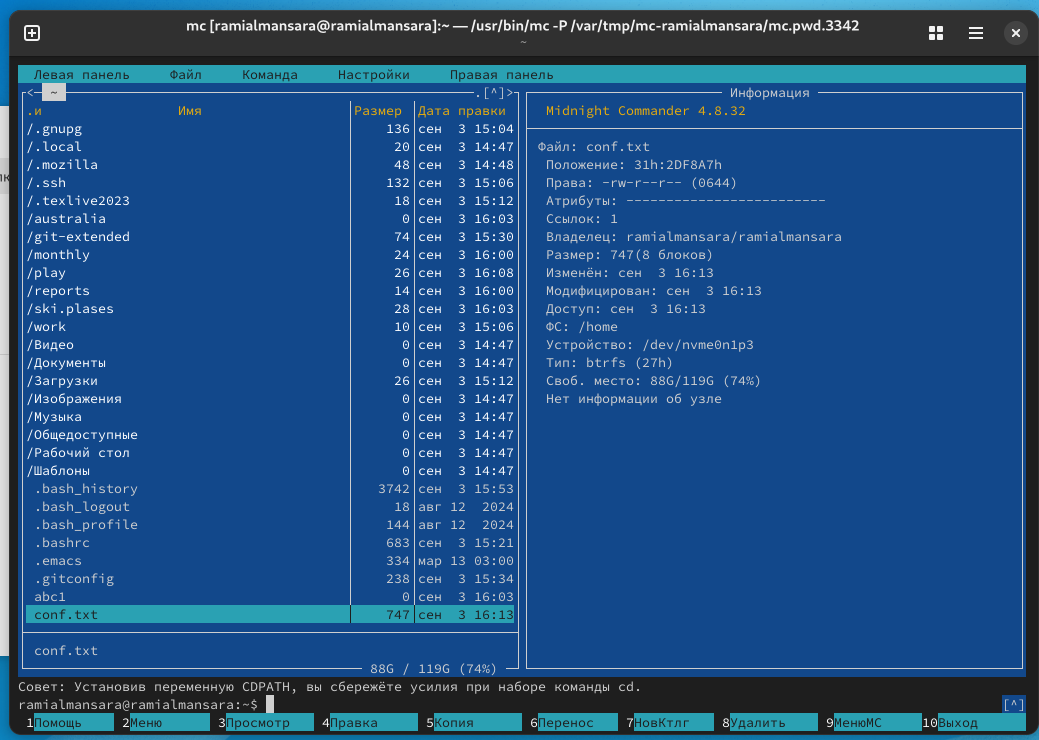 mc [ramialmansara@ramialmansara]:~ — /usr/bin/mc -P /var/tmp/mc-ramialmansara/mc.pwd.3342
~
Левая панель Файл Команда Настройки Правая панель
<─ ~ .[^]>
.и Имя Размер Дата правки
/.gnupg 136 сен 3 15:04
/.local 20 сен 3 14:47
/.mozilla 48 сен 3 14:48
/.ssh 132 сен 3 15:06
/.texlive2023 18 сен 3 15:12
/australia 0 сен 3 16:03
/git-extended 74 сен 3 15:30
/monthly 24 сен 3 16:00
/play 26 сен 3 16:08
/reports 14 сен 3 16:00
/ski.plases 28 сен 3 16:03
/work 10 сен 3 15:06
/Видео 0 сен 3 14:47
/Документы 0 сен 3 14:47
/Загрузки 26 сен 3 15:12
/Изображения 0 сен 3 14:47
/Музыка 0 сен 3 14:47
/Общедоступные 0 сен 3 14:47
/Рабочий стол 0 сен 3 14:47
/Шаблоны 0 сен 3 14:47
.bash_history 3742 сен 3 15:53
.bash_logout 18 авг 12 2024
.bash_profile 144 авг 12 2024
.bashrc 683 сен 3 15:21
.emacs 334 мар 13 03:00
.gitconfig 238 сен 3 15:34
abc1 0 сен 3 16:03
conf.txt 747 сен 3 16:13
conf.txt
88G / 119G (74%)
Информация
Midnight Commander 4.8.32
Файл: conf.txt
Положение: 31h:2DF8A7h
Права: -rw-r--r-- (0644)
Атрибуты: -------------------------
Ссылок: 1
Владелец: ramialmansara/ramialmansara
Размер: 747(8 блоков)
Изменён: сен 3 16:13
Модифицирован: сен 3 16:13
Доступ: сен 3 16:13
ФС: /home
Устройство: /dev/nvme0n1p3
Тип: btrfs (27h)
Своб. место: 88G/119G (74%)
Нет информации об узле
Совет: Установив переменную CDPATH, вы сбережёте усилия при наборе команды cd.
ramialmansara@ramialmansara:~$ [^]
1Помощь 2Меню 3Просмотр 4Правка 5Копия 6Перенос 7НовКтлг 8Удалить 9МенюMC 10Выход